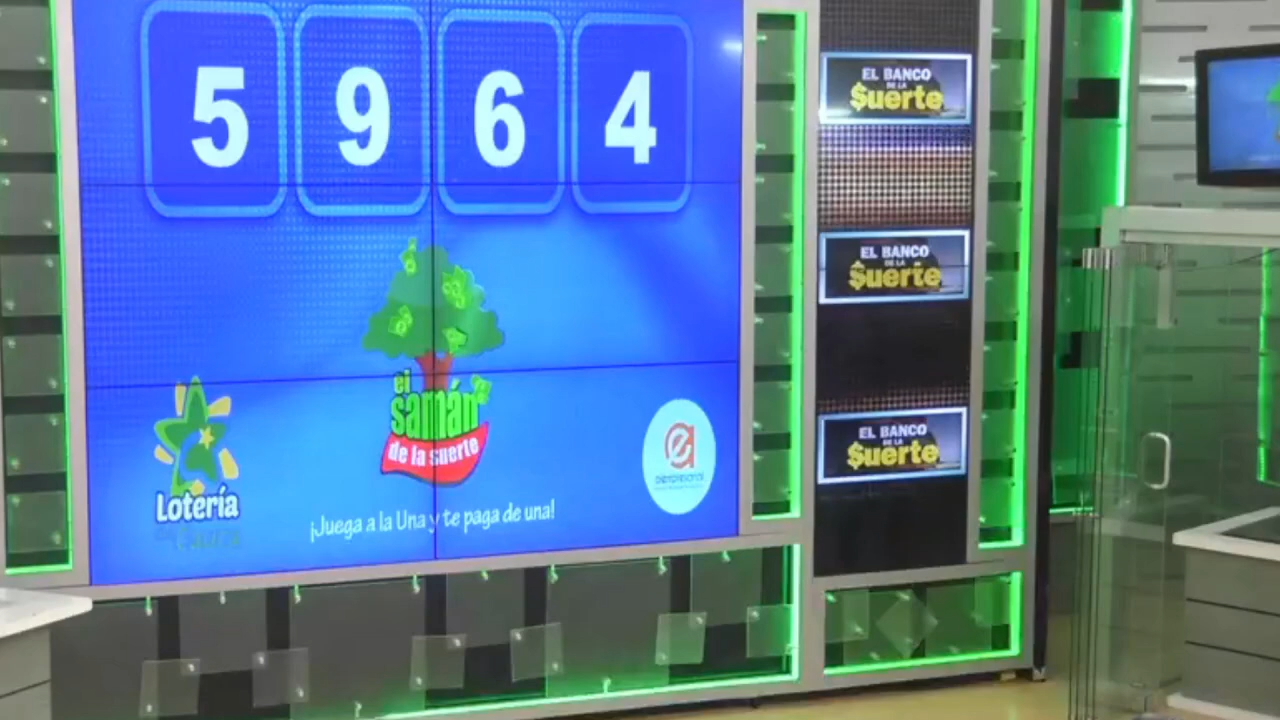 5 9 6 4
EL BANCO
DE LA
$uerte
EL BANCO
DE LA
$uerte
EL BANCO
DE LA
$uerte
el
samán
de la suerte
Lotería
¡Juega a la Una y te paga de una!
ea